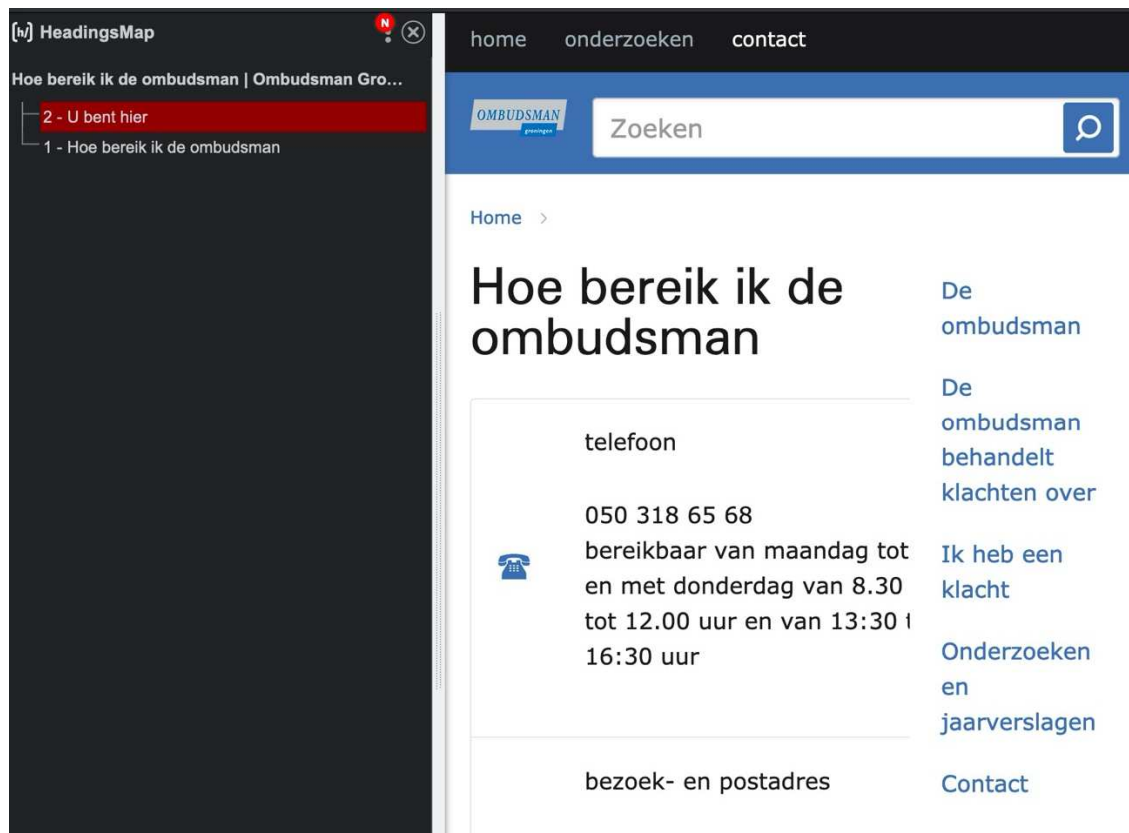 HeadingsMap
N
Hoe bereik ik de ombudsman | Ombudsman Gro...
2 - U bent hier
1 - Hoe bereik ik de ombudsman
home onderzoeken contact
OMBUDSMAN
groningen
Zoeken
Home >
Hoe bereik ik de
ombudsman
telefoon
050 318 65 68
bereikbaar van maandag tot
en met donderdag van 8.30
tot 12.00 uur en van 13:30 t
16:30 uur
bezoek- en postadres
De
ombudsman
De
ombudsman
behandelt
klachten over
Ik heb een
klacht
Onderzoeken
en
jaarverslagen
Contact